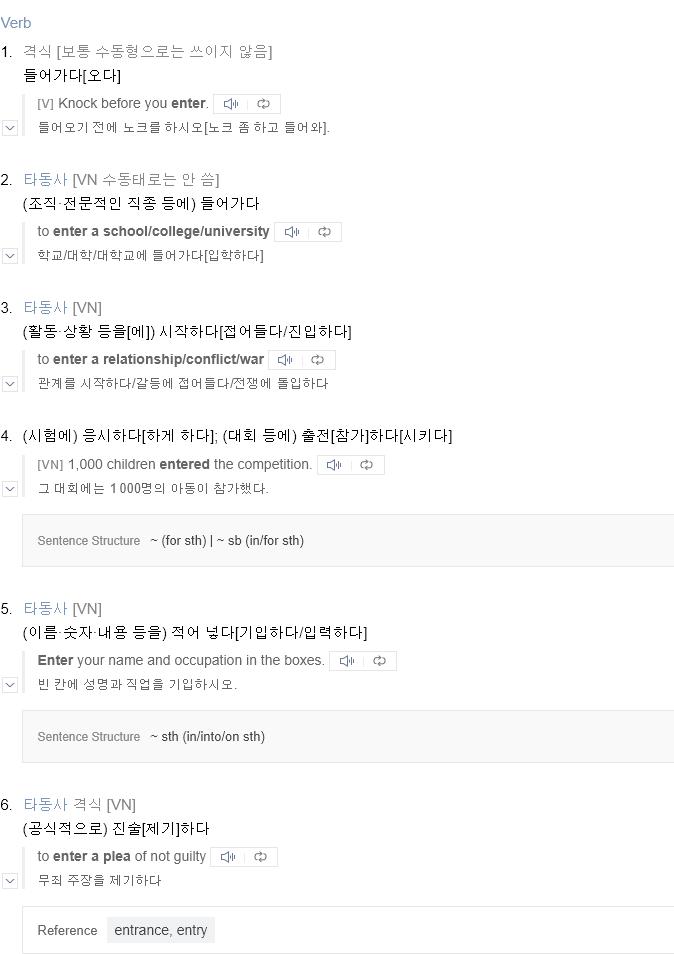 Verb
1. 격식 [보통 수동형으로는 쓰이지 않음]
들어가다[오다]
[V] Knock before you enter.
들어오기 전에 노크를 하시오[노크 좀 하고 들어와].
2. 타동사 [VN 수동태로는 안 씀]
(조직·전문적인 직종 등에) 들어가다
to enter a school/college/university
학교/대학/대학교에 들어가다[입학하다]
3. 타동사 [VN]
(활동·상황 등을[에]) 시작하다[접어들다/진입하다]
to enter a relationship/conflict/war
관계를 시작하다/갈등에 접어들다/전쟁에 돌입하다
4. (시험에) 응시하다[하게 하다]; (대회 등에) 출전[참가]하다[시키다]
[VN] 1,000 children entered the competition.
그 대회에는 1000명의 아동이 참가했다.
Sentence Structure ~ (for sth) | ~ sb (in/for sth)
5. 타동사 [VN]
(이름·숫자·내용 등을) 적어 넣다[기입하다/입력하다]
Enter your name and occupation in the boxes.
빈 칸에 성명과 직업을 기입하시오.
Sentence Structure ~ sth (in/into/on sth)
6. 타동사 격식 [VN]
(공식적으로) 진술[제기]하다
to enter a plea of not guilty
무죄 주장을 제기하다
Reference entrance, entry